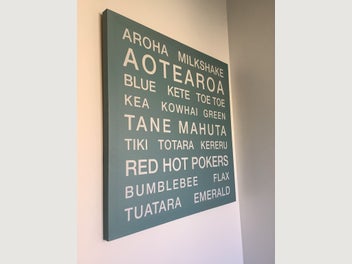 AROHA MILKSHAKE
AOTEAROA
BLUE KETE TOE TOE
KEA KOWHAI GREEN
TANE MAHUTA
TIKI TOTARA KERERU
RED HOT POKERS
BUMBLEBEE FLAX
TUATARA EMERALD